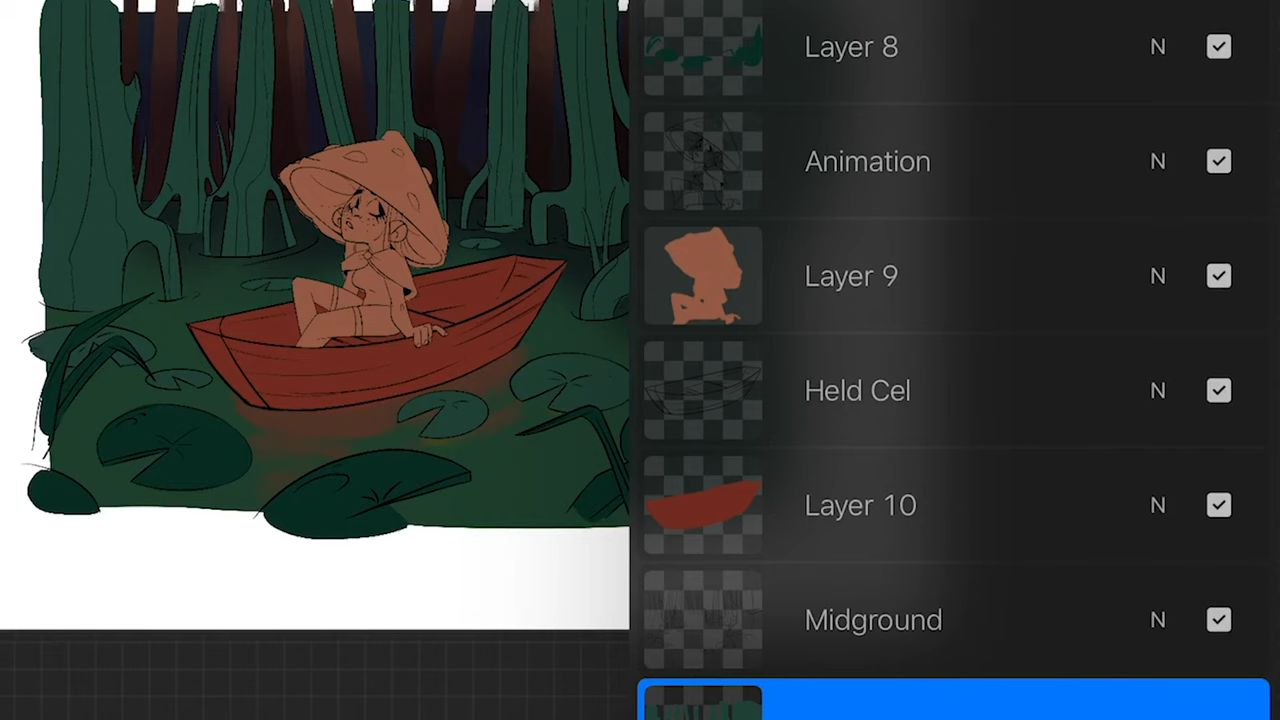 Layer 8 N
Animation N
Layer 9 N
Held Cel N
Layer 10 N
Midground N